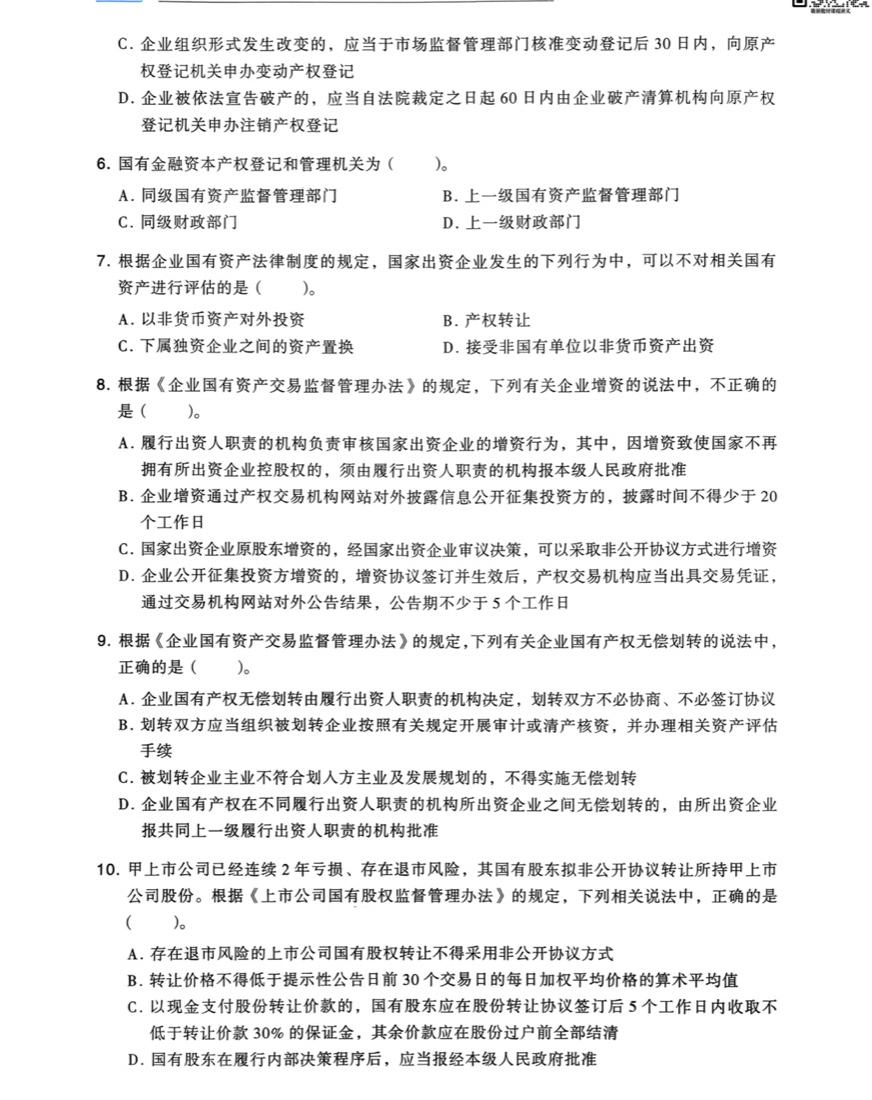 C. 企业组织形式发生改变的，应当于市场监督管理部门核准变动登记后 30 日内，向原产
权登记机关申办变动产权登记
D. 企业被依法宣告破产的，应当自法院裁定之日起 60 日内由企业破产清算机构向原产权
登记机关申办注销产权登记
6. 国有金融资本产权登记和管理机关为（　　）。
A. 同级国有资产监督管理部门　　B. 上一级国有资产监督管理部门
C. 同级财政部门　　D. 上一级财政部门
7. 根据企业国有资产法律制度的规定，国家出资企业发生的下列行为中，可以不对相关国有
资产进行评估的是（　　）。
A. 以非货币资产对外投资　　B. 产权转让
C. 下属独资企业之间的资产置换　　D. 接受非国有单位以非货币资产出资
8. 根据《企业国有资产交易监督管理办法》的规定，下列有关企业增资的说法中，不正确的
是（　　）。
A. 履行出资人职责的机构负责审核国家出资企业的增资行为，其中，因增资致使国家不再
拥有所出资企业控股权的，须由履行出资人职责的机构报本级人民政府批准
B. 企业增资通过产权交易机构网站对外披露信息公开征集投资方的，披露时间不得少于 20
个工作日
C. 国家出资企业原股东增资的，经国家出资企业审议决策，可以采取非公开协议方式进行增资
D. 企业公开征集投资方增资的，增资协议签订并生效后，产权交易机构应当出具交易凭证，
通过交易机构网站对外公告结果，公告期不少于 5 个工作日
9. 根据《企业国有资产交易监督管理办法》的规定，下列有关企业国有产权无偿划转的说法中，
正确的是（　　）。
A. 企业国有产权无偿划转由履行出资人职责的机构决定，划转双方不必协商、不必签订协议
B. 划转双方应当组织被划转企业按照有关规定开展审计或清产核资，并办理相关资产评估
手续
C. 被划转企业主业不符合划入方主业及发展规划的，不得实施无偿划转
D. 企业国有产权在不同履行出资人职责的机构所出资企业之间无偿划转的，由所出资企业
报共同上一级履行出资人职责的机构批准
10. 甲上市公司已经连续 2 年亏损、存在退市风险，其国有股东拟非公开协议转让所持甲上市
公司股份。根据《上市公司国有股权监督管理办法》的规定，下列相关说法中，正确的是
（　　）。
A. 存在退市风险的上市公司国有股权转让不得采用非公开协议方式
B. 转让价格不得低于提示性公告日前 30 个交易日的每日加权平均价格的算术平均值
C. 以现金支付股份转让价款的，国有股东应在股份转让协议签订后 5 个工作日内收取不
低于转让价款 30% 的保证金，其余价款应在股份过户前全部结清
D. 国有股东在履行内部决策程序后，应当报经本级人民政府批准